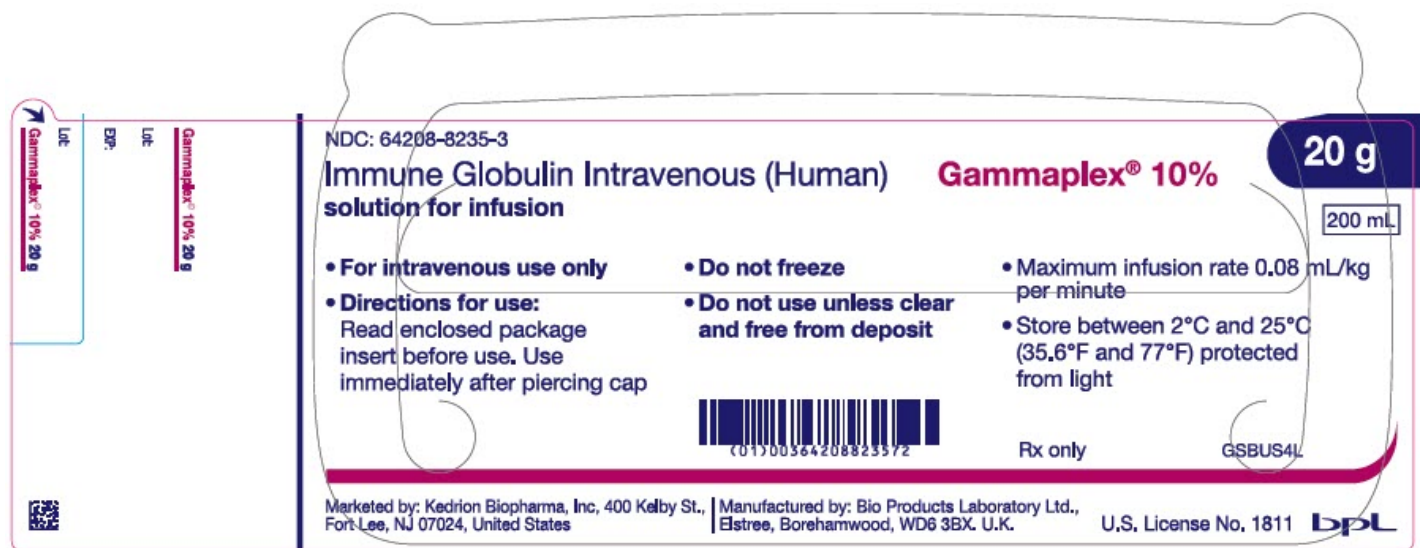 Gammaplex® 10% 20 g
Lot:
EXP:
Lot:
Gammaplex® 10% 20 g
NDC: 64208-8235-3
Immune Globulin Intravenous (Human) Gammaplex® 10%
solution for infusion
20 g
200 mL
• For intravenous use only
• Directions for use:
Read enclosed package
insert before use. Use
immediately after piercing cap
• Do not freeze
• Do not use unless clear
and free from deposit
• Maximum infusion rate 0.08 mL/kg
per minute
• Store between 2°C and 25°C
(35.6°F and 77°F) protected
from light
(01)00364208823572
Rx only
GSBUS4L
Marketed by: Kedrion Biopharma, Inc, 400 Kelby St.,
Fort Lee, NJ 07024, United States
Manufactured by: Bio Products Laboratory Ltd.,
Elstree, Borehamwood, WD6 3BX. U.K.
U.S. License No. 1811
bpl